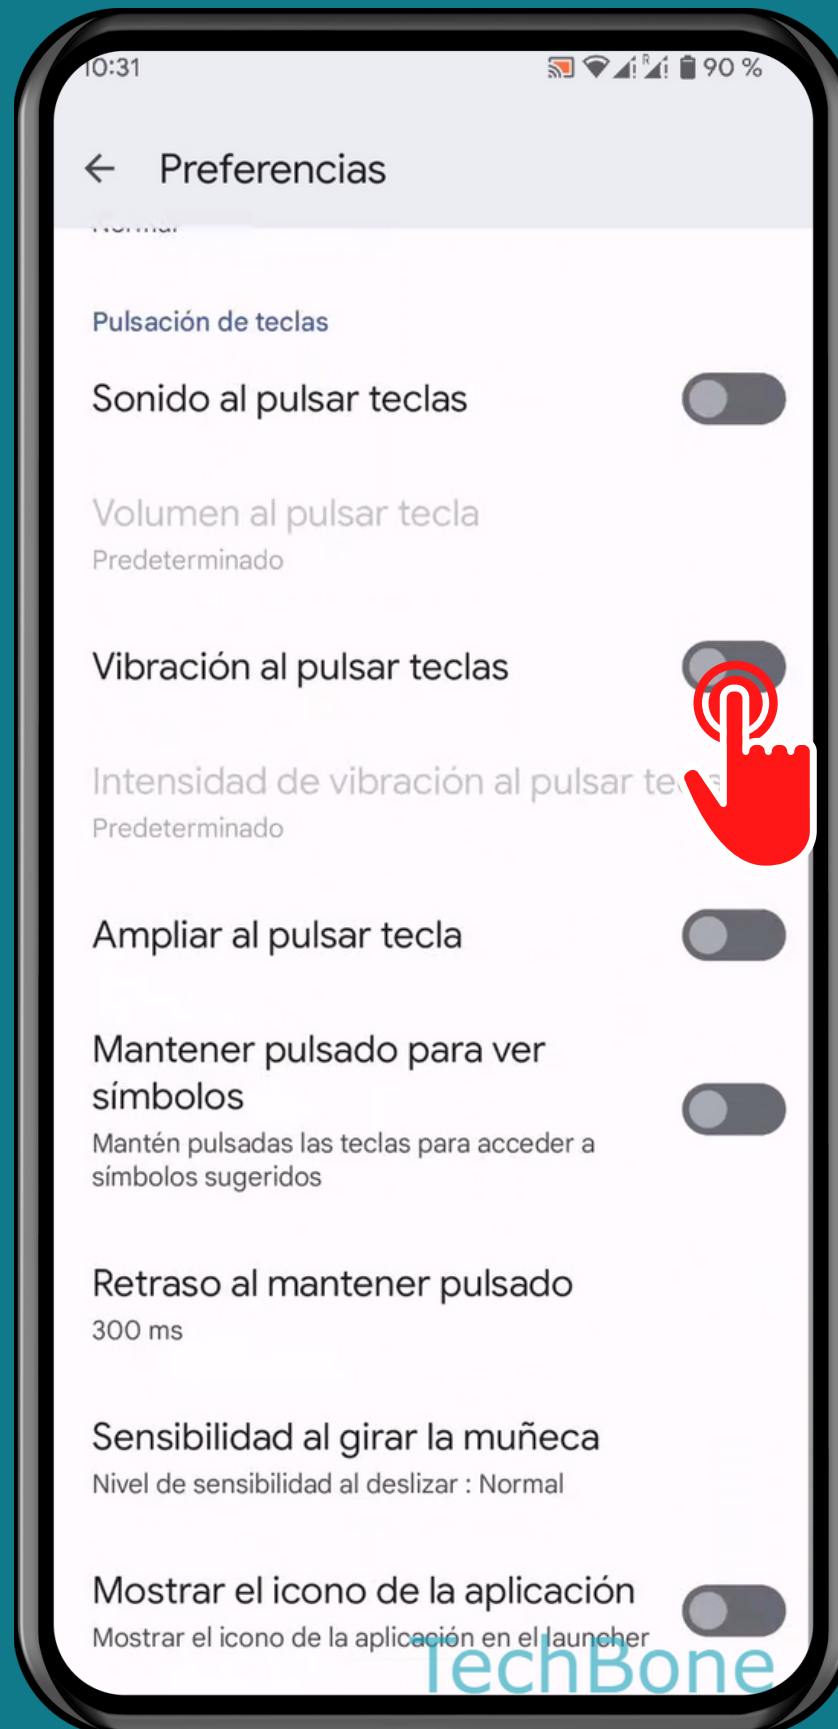 10:31
R
90 %
Preferencias
Pulsación de teclas
Sonido al pulsar teclas
Volumen al pulsar tecla
Predeterminado
Vibración al pulsar teclas
Intensidad de vibración al pulsar
Predeterminado
Ampliar al pulsar tecla
Mantener pulsado para ver
símbolos
Mantén pulsadas las teclas para acceder a
símbolos sugeridos
Retraso al mantener pulsado
300 ms
Sensibilidad al girar la muñeca
Nivel de sensibilidad al deslizar : Normal
Mostrar el icono de la aplicación
Mostrar el icono de la aplicación en el launcher
TechBone